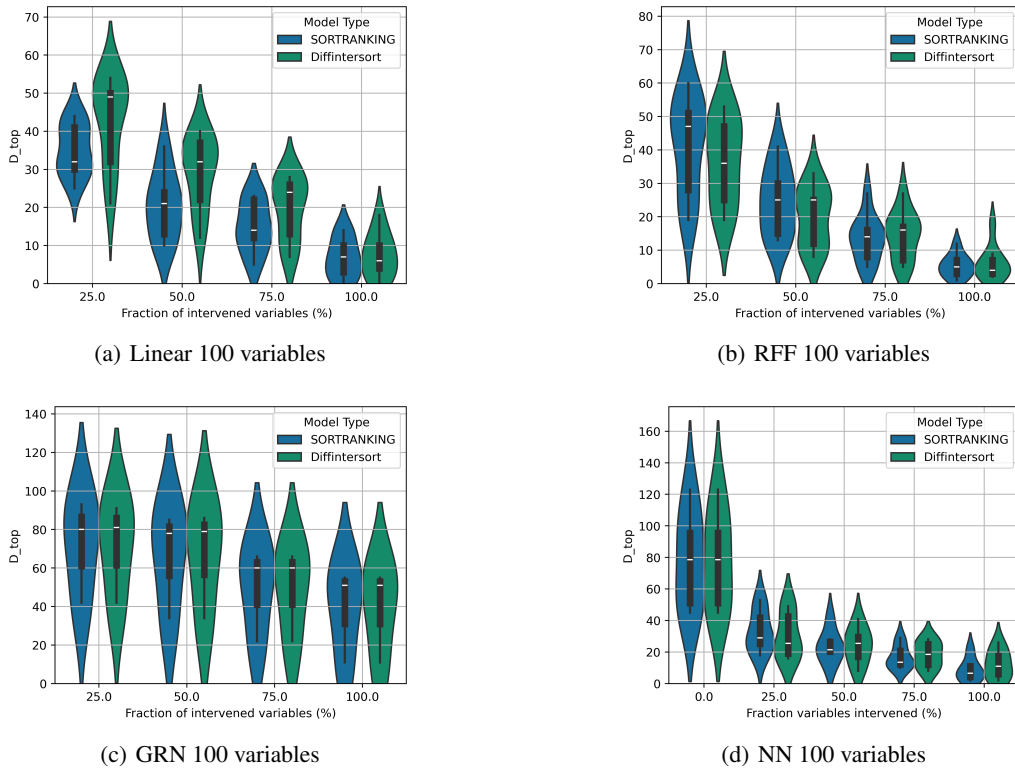 70
60
50
40
30
20
10
0
D_top
Model Type
SORTRANKING
Diffintersort
25.0 50.0 75.0 100.0
Fraction of intervened variables (%)
(a) Linear 100 variables
80
70
60
50
40
30
20
10
0
D_top
Model Type
SORTRANKING
Diffintersort
25.0 50.0 75.0 100.0
Fraction of intervened variables (%)
(b) RFF 100 variables
140
120
100
80
60
40
20
0
D_top
Model Type
SORTRANKING
Diffintersort
25.0 50.0 75.0 100.0
Fraction of intervened variables (%)
(c) GRN 100 variables
160
140
120
100
80
60
40
20
0
D_top
Model Type
SORTRANKING
Diffintersort
0.0 25.0 50.0 75.0 100.0
Fraction variables intervened (%)
(d) NN 100 variables